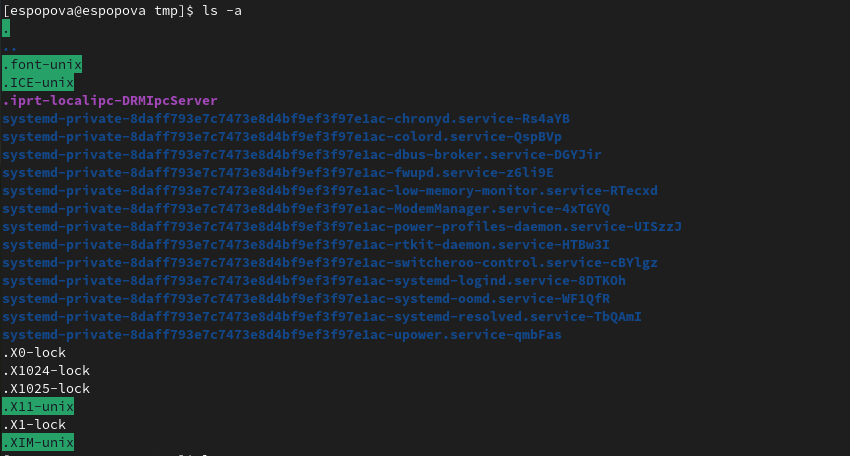 [espopova@espopova tmp]$ ls -a
.
..
.font-unix
.ICE-unix
.iprt-localipc-DRMIpcServer
systemd-private-8daff793e7c7473e8d4bf9ef3f97e1ac-chronyd.service-Rs4aYB
systemd-private-8daff793e7c7473e8d4bf9ef3f97e1ac-colord.service-QspBVp
systemd-private-8daff793e7c7473e8d4bf9ef3f97e1ac-dbus-broker.service-DGYJir
systemd-private-8daff793e7c7473e8d4bf9ef3f97e1ac-fwupd.service-z6li9E
systemd-private-8daff793e7c7473e8d4bf9ef3f97e1ac-low-memory-monitor.service-RTecxd
systemd-private-8daff793e7c7473e8d4bf9ef3f97e1ac-ModemManager.service-4xTGYQ
systemd-private-8daff793e7c7473e8d4bf9ef3f97e1ac-power-profiles-daemon.service-UISzzJ
systemd-private-8daff793e7c7473e8d4bf9ef3f97e1ac-rtkit-daemon.service-HTBw3I
systemd-private-8daff793e7c7473e8d4bf9ef3f97e1ac-switcheroo-control.service-cBYlgz
systemd-private-8daff793e7c7473e8d4bf9ef3f97e1ac-systemd-logind.service-8DTKOh
systemd-private-8daff793e7c7473e8d4bf9ef3f97e1ac-systemd-oomd.service-WF1QfR
systemd-private-8daff793e7c7473e8d4bf9ef3f97e1ac-systemd-resolved.service-TbQAmI
systemd-private-8daff793e7c7473e8d4bf9ef3f97e1ac-upower.service-qmbFas
.X0-lock
.X1024-lock
.X1025-lock
.X11-unix
.X1-lock
.XIM-unix